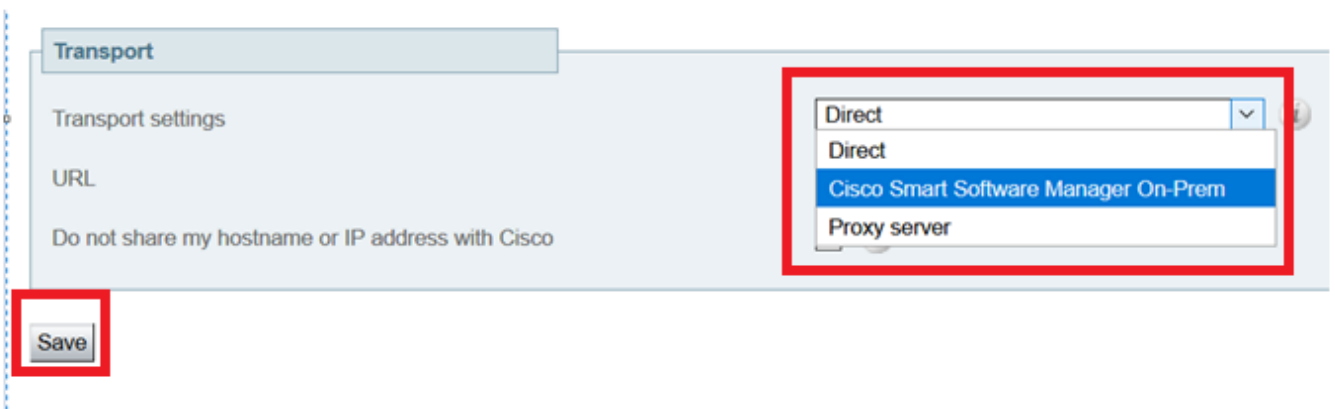 Transport
Transport settings
Direct
Direct
URL
Cisco Smart Software Manager On-Prem
Do not share my hostname or IP address with Cisco
Proxy server
Save